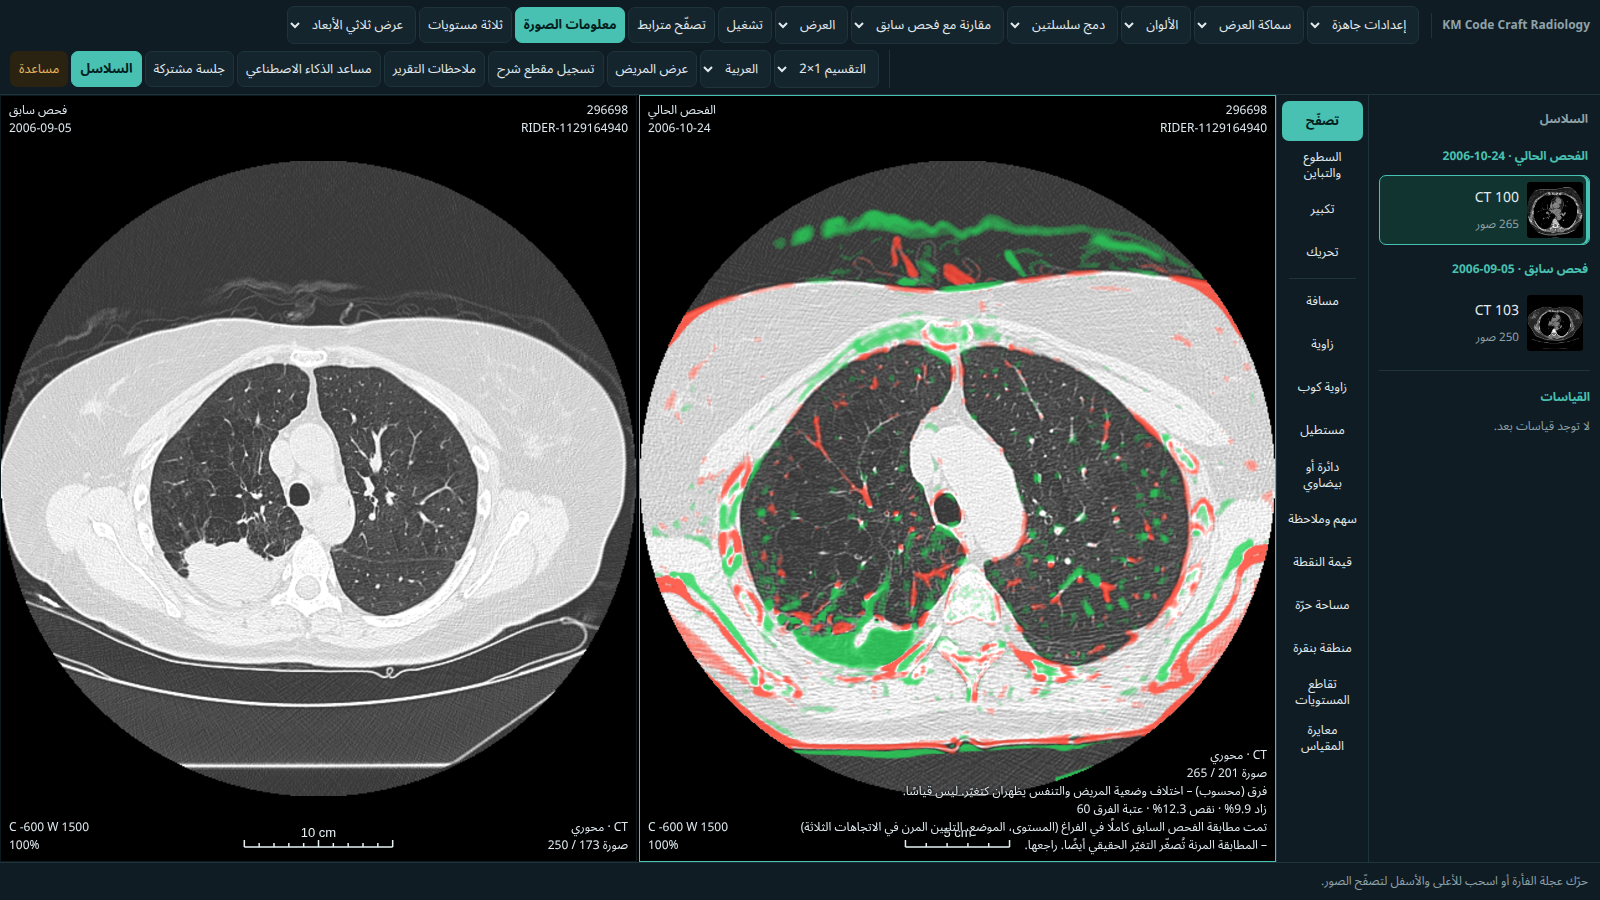 KM Code Craft Radiology
إعدادات جاهزة
سماكة العرض
الألوان
دمج سلسلتين
مقارنة مع فحص سابق
العرض
تشغيل
تصفّح مترابط
معلومات الصورة
ثلاثة مستويات
عرض ثلاثي الأبعاد
التقسيم 1×2
العربية
عرض المريض
تسجيل مقطع شرح
ملاحظات التقرير
مساعد الذكاء الاصطناعي
جلسة مشتركة
السلاسل
مساعدة
السلاسل
الفحص الحالي · 2006-10-24
CT 100
265 صور
فحص سابق · 2006-09-05
CT 103
250 صور
القياسات
لا توجد قياسات بعد.
تصفّح
السطوع والتباين
تكبير
تحريك
مسافة
زاوية
زاوية كوب
مستطيل
دائرة أو بيضاوي
سهم وملاحظة
قيمة النقطة
مساحة حرّة
منطقة بنقرة
تقاطع المستويات
معايرة المقياس
296698
RIDER-1129164940
الفحص الحالي
2006-10-24
CT · محوري
صورة 201 / 265
فرق (محسوب) – اختلاف وضعية المريض والتنفس يظهران كتغيّر. ليس قياسًا.
زاد 9.9% · نقص 12.3% · عتبة الفرق 60
تمت مطابقة الفحص السابق كاملًا في الفراغ (المستوى، الموضع، التليين المرن في الاتجاهات الثلاثة)
– المطابقة المرنة تُصغّر التغيّر الحقيقي أيضًا. راجعها.
C -600 W 1500
100%
5 cm
296698
RIDER-1129164940
فحص سابق
2006-09-05
CT · محوري
صورة 173 / 250
C -600 W 1500
100%
10 cm
حرّك عجلة الفأرة أو اسحب للأعلى والأسفل لتصفّح الصور.